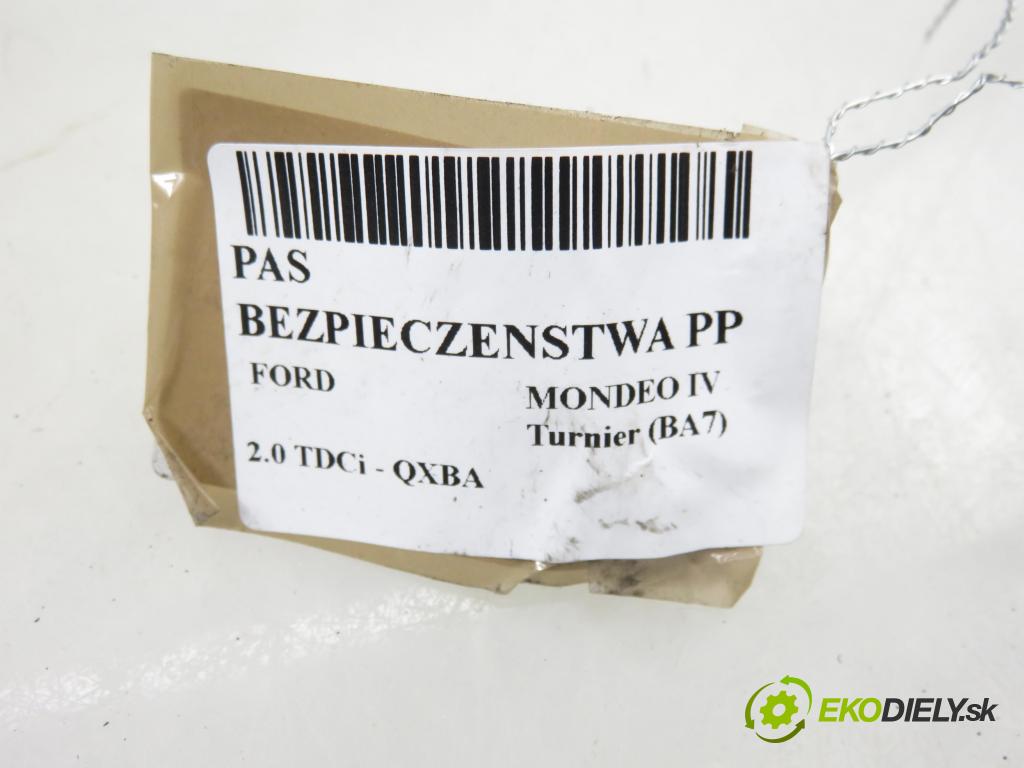 PAS
BEZPIECZENSTWA PP
FORD
MONDEO IV
Turnier (BA7)
2.0 TDCi - QXBA
EKODIELY.sk